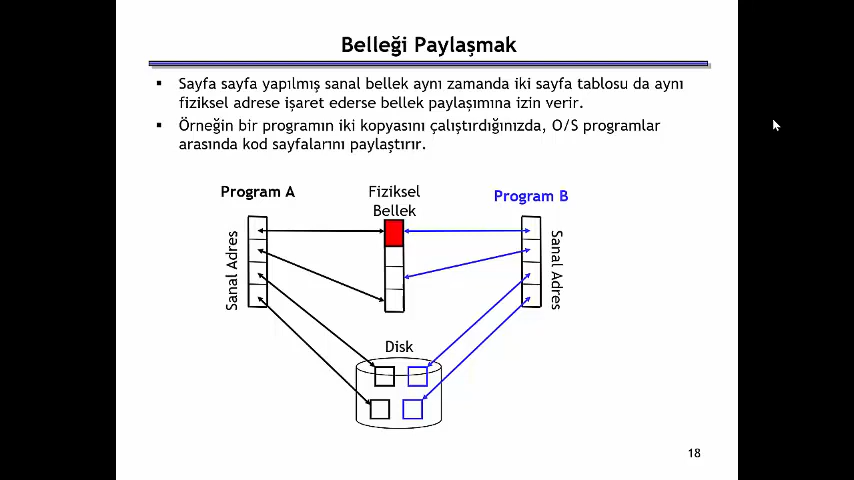 Belleği Paylaşmak
Sayfa sayfa yapılmış sanal bellek aynı zamanda iki sayfa tablosu da aynı
fiziksel adrese işaret ederse bellek paylaşımına izin verir.
Örneğin bir programın iki kopyasını çalıştırdığınızda, O/S programlar
arasında kod sayfalarını paylaştırır.
Program A
Fiziksel
Bellek
Program B
Sanal Adres
Sanal Adres
Disk
18